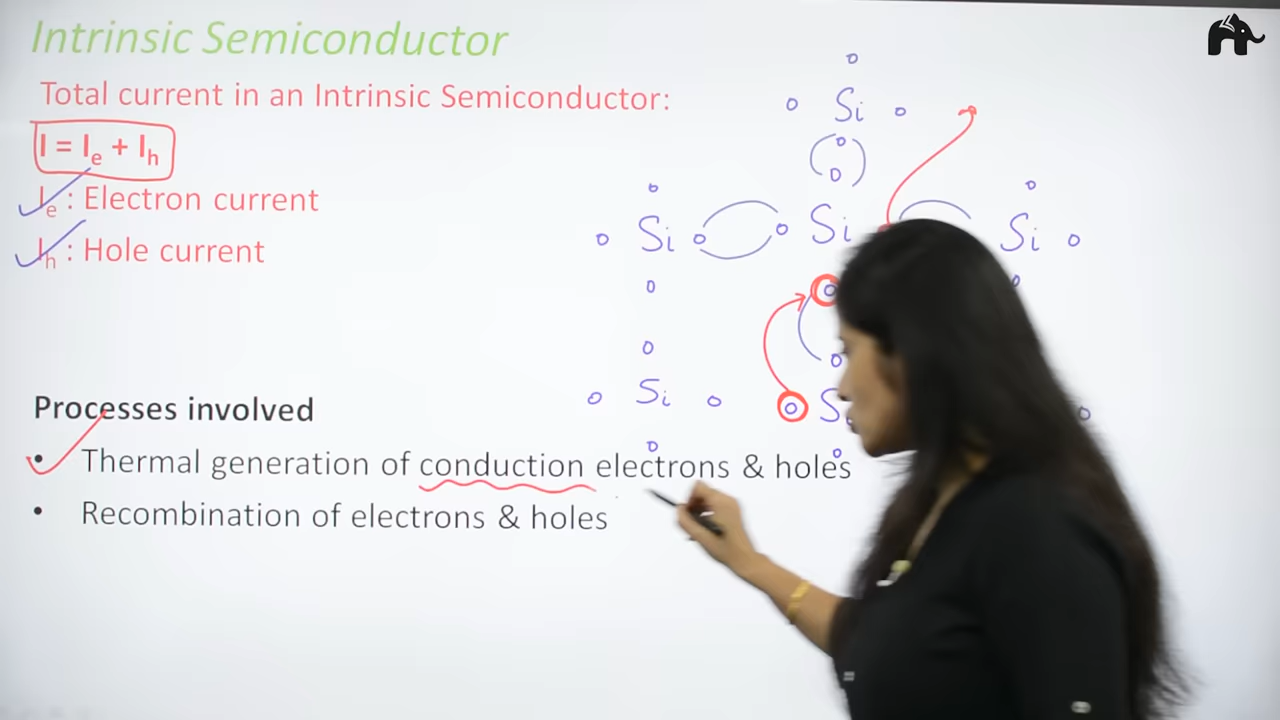 Intrinsic Semiconductor
Total current in an Intrinsic Semiconductor:
I = Ie + Ih
Ie : Electron current
Ih : Hole current
Si
Si Si Si
Si
Processes involved
• Thermal generation of conduction electrons & holes
• Recombination of electrons & holes